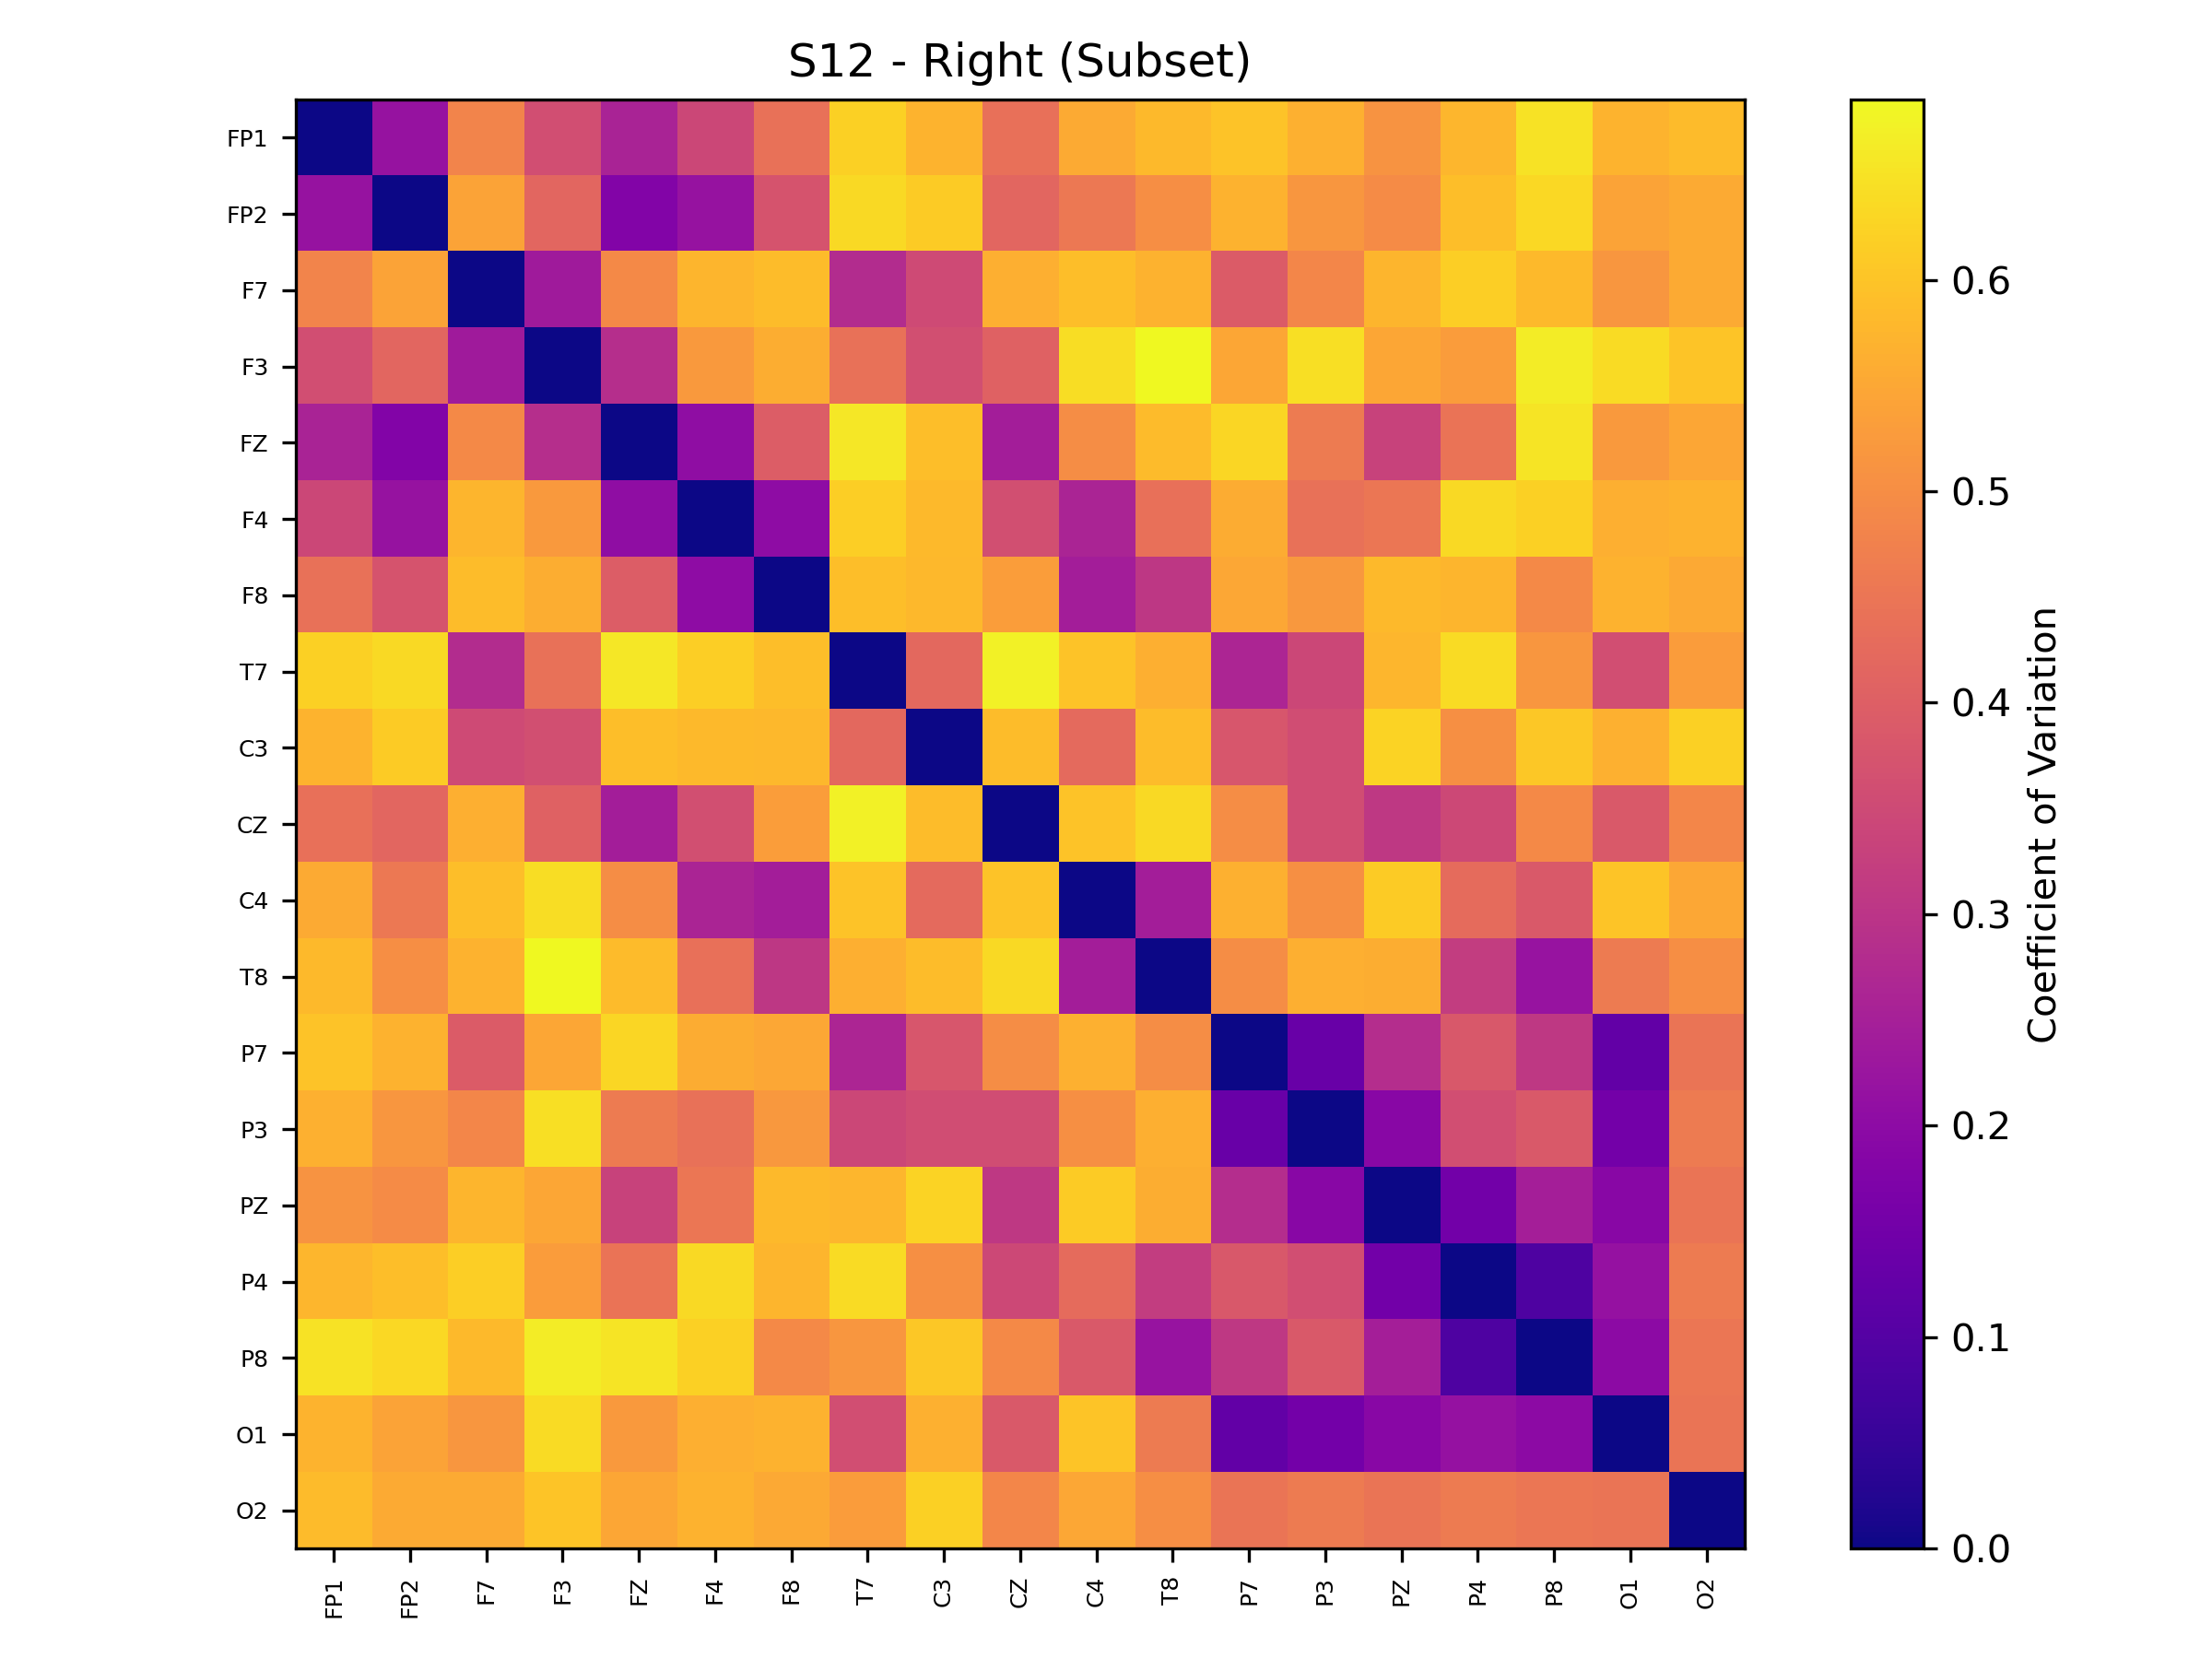 S12 - Right (Subset)
FP1
FP2
F7
F3
FZ
F4
F8
T7
C3
CZ
C4
T8
P7
P3
PZ
P4
P8
O1
O2
FP1 FP2 F7 F3 FZ F4 F8 T7 C3 CZ C4 T8 P7 P3 PZ P4 P8 O1 O2
0.6
0.5
0.4
0.3
0.2
0.1
0.0
Coefficient of Variation